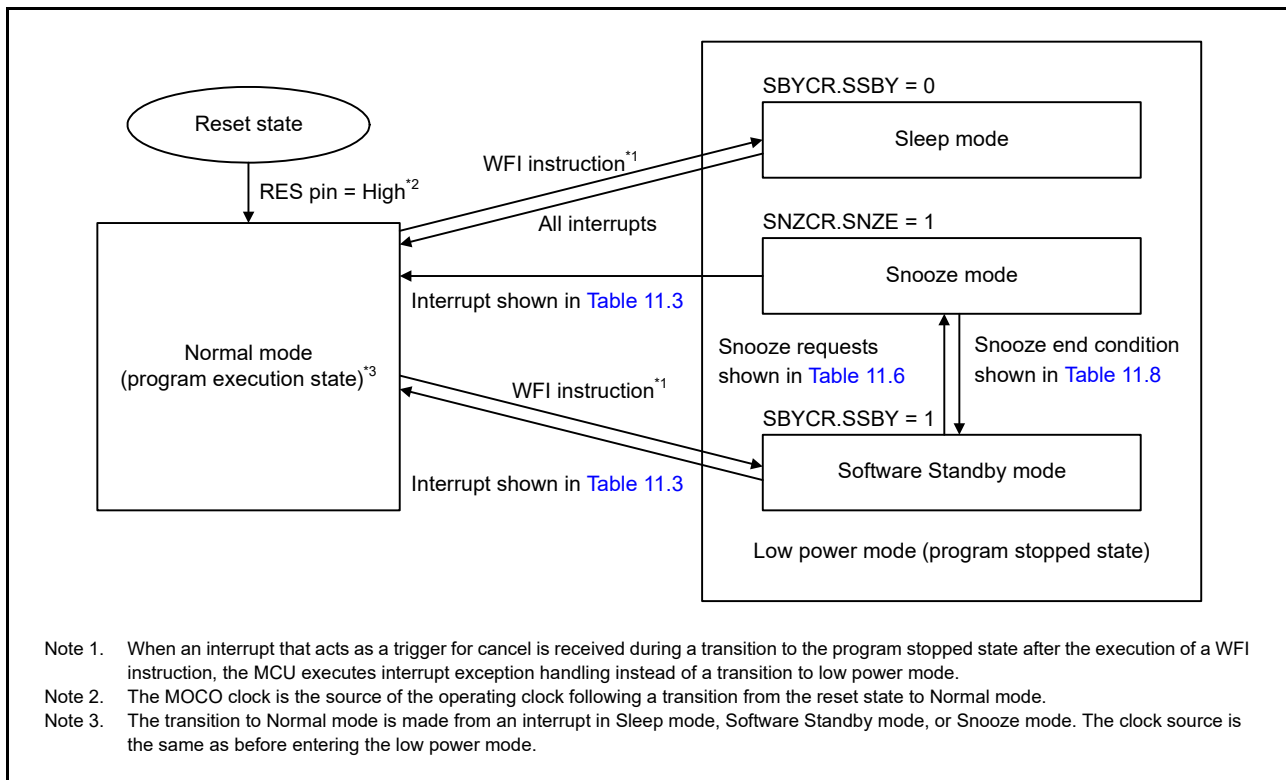 Reset state
RES pin = High*2
Normal mode
(program execution state)*3
WFI instruction*1
All interrupts
Interrupt shown in Table 11.3
WFI instruction*1
Interrupt shown in Table 11.3
SBYCR.SSBY = 0
Sleep mode
SNZCR.SNZE = 1
Snooze mode
Snooze requests
shown in Table 11.6
Snooze end condition
shown in Table 11.8
SBYCR.SSBY = 1
Software Standby mode
Low power mode (program stopped state)
Note 1. When an interrupt that acts as a trigger for cancel is received during a transition to the program stopped state after the execution of a WFI
instruction, the MCU executes interrupt exception handling instead of a transition to low power mode.
Note 2. The MOCO clock is the source of the operating clock following a transition from the reset state to Normal mode.
Note 3. The transition to Normal mode is made from an interrupt in Sleep mode, Software Standby mode, or Snooze mode. The clock source is
the same as before entering the low power mode.